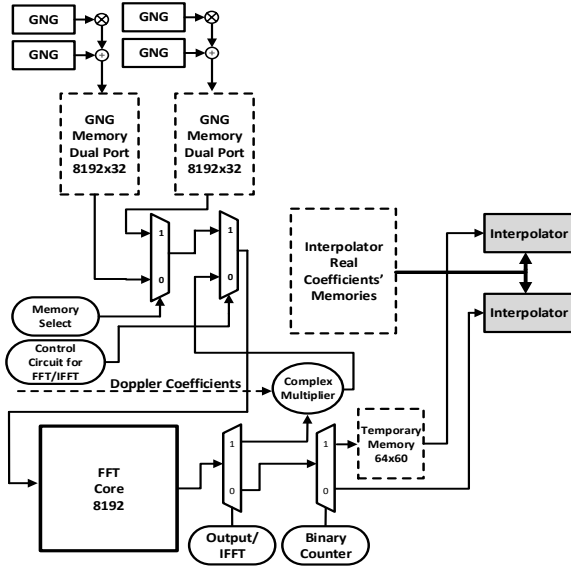 GNG
GNG
GNG
GNG
+
+
GNG
Memory
Dual Port
8192x32
GNG
Memory
Dual Port
8192x32
1
0
1
0
Interpolator
Real
Coefficients'
Memories
Interpolator
Interpolator
Memory
Select
Control
Circuit for
FFT/IFFT
Doppler Coefficients
Complex
Multiplier
FFT
Core
8192
1
0
1
0
Temporary
Memory
64x60
Output/
IFFT
Binary
Counter